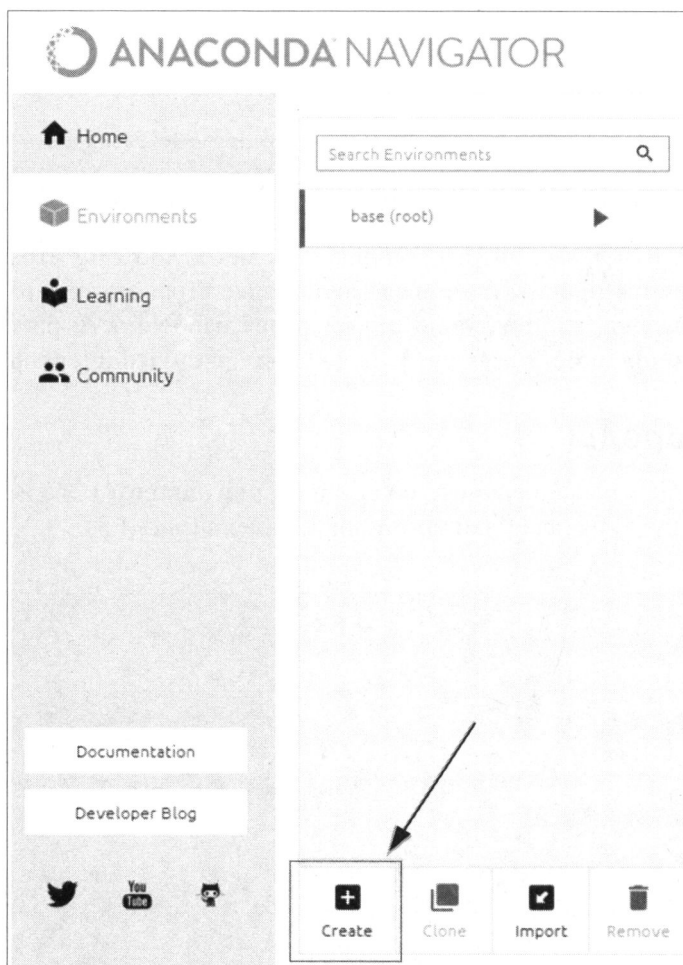 ANACONDA NAVIGATOR
Home
Environments
Learning
Community
Documentation
Developer Blog
You
Tube
Search Environments
base (root)
Create
Clone
Import
Remove